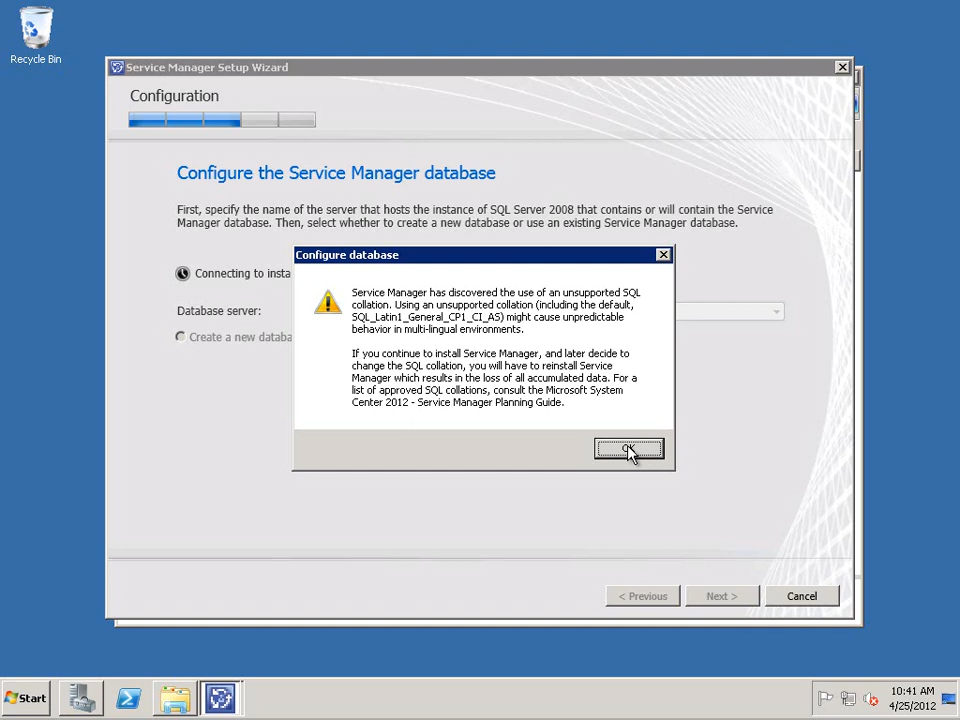 Recycle Bin
Service Manager Setup Wizard
Configuration
Configure the Service Manager database
First, specify the name of the server that hosts the instance of SQL Server 2008 that contains or will contain the Service
Manager database. Then, select whether to create a new database or use an existing Service Manager database.
Configure database
Connecting to insta
Service Manager has discovered the use of an unsupported SQL
collation. Using an unsupported collation (including the default,
SQL_Latin1_General_CP1_CI_AS) might cause unpredictable
behavior in multi-lingual environments.
Database server:
Create a new databa
If you continue to install Service Manager, and later decide to
change the SQL collation, you will have to reinstall Service
Manager which results in the loss of all accumulated data. For a
list of approved SQL collations, consult the Microsoft System
Center 2012 - Service Manager Planning Guide.
OK
< Previous
Next >
Cancel
Start
10:41 AM
4/25/2012